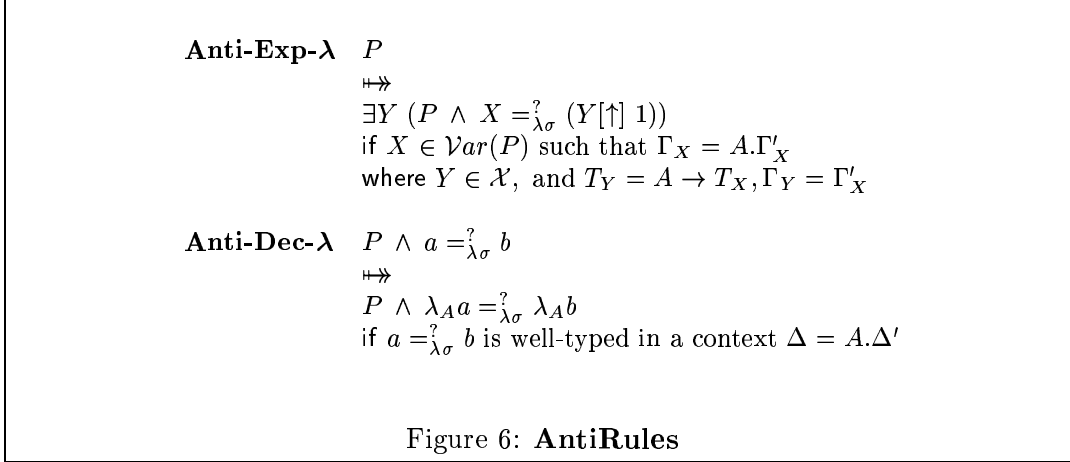 Anti-Exp-λ P
⤇
∃Y (P ∧ X =?λσ (Y[↑] 1))
if X ∈ Var(P) such that ΓX = A.Γ′X
where Y ∈ 𝒳, and TY = A → TX, ΓY = Γ′X
Anti-Dec-λ P ∧ a =?λσ b
⤇
P ∧ λAa =?λσ λAb
if a =?λσ b is well-typed in a context Δ = A.Δ′
Figure 6: AntiRules